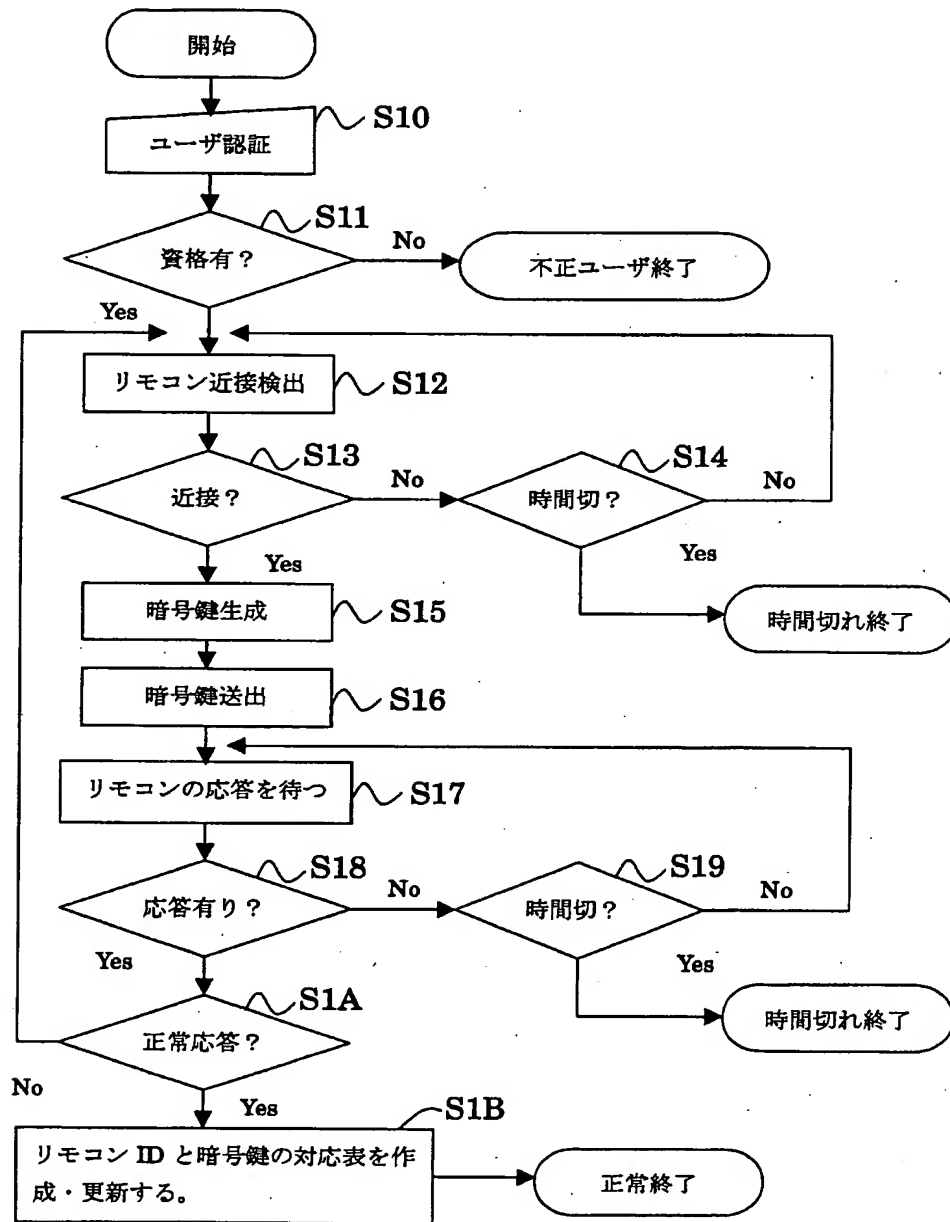 開始
ユーザ認証
S10
資格有？
S11
No
不正ユーザ終了
Yes
リモコン近接検出
S12
近接？
S13
No
時間切？
S14
No
Yes
Yes
時間切れ終了
暗号鍵生成
S15
暗号鍵送出
S16
リモコンの応答を待つ
S17
応答有り？
S18
No
時間切？
S19
No
Yes
Yes
時間切れ終了
正常応答？
S1A
No
Yes
S1B
リモコン ID と暗号鍵の対応表を作
成・更新する。
正常終了